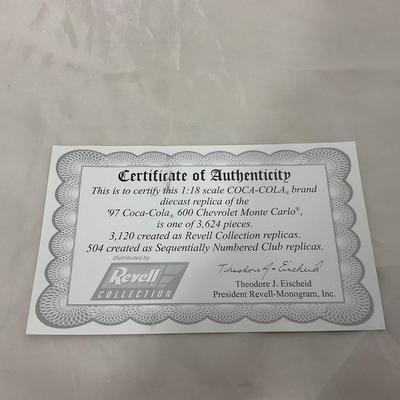 Certificate of Authenticity
This is to certify this 1:18 scale COCA-COLA® brand
diecast replica of the
'97 Coca-Cola® 600 Chevrolet Monte Carlo®,
is one of 3,624 pieces.
3,120 created as Revell Collection replicas.
504 created as Sequentially Numbered Club replicas.
Distributed by
Revell
COLLECTION
Theodore J. Eischeid
Theodore J. Eischeid
President Revell-Monogram, Inc.